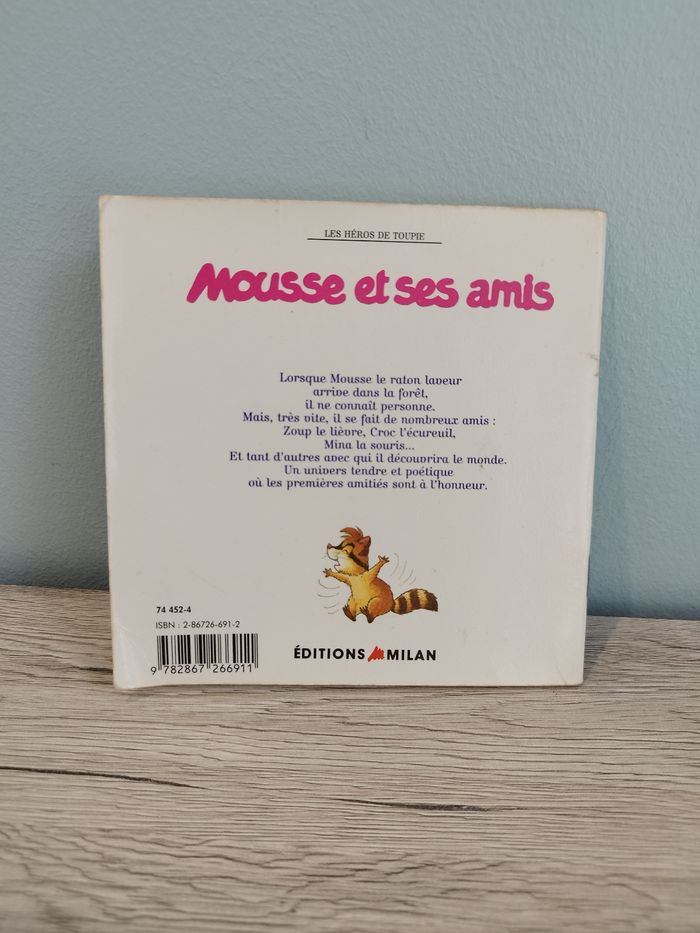 LES HÉROS DE TOUPIE
Mousse et ses amis
Lorsque Mousse le raton laveur
arrive dans la forêt,
il ne connaît personne.
Mais, très vite, il se fait de nombreux amis :
Zoup le lièvre, Croc l'écureuil,
Mina la souris...
Et tant d'autres avec qui il découvrira le monde.
Un univers tendre et poétique
où les premières amitiés sont à l'honneur.
74 452-4
ISBN : 2-86726-691-2
9 782867 266911
ÉDITIONS MILAN